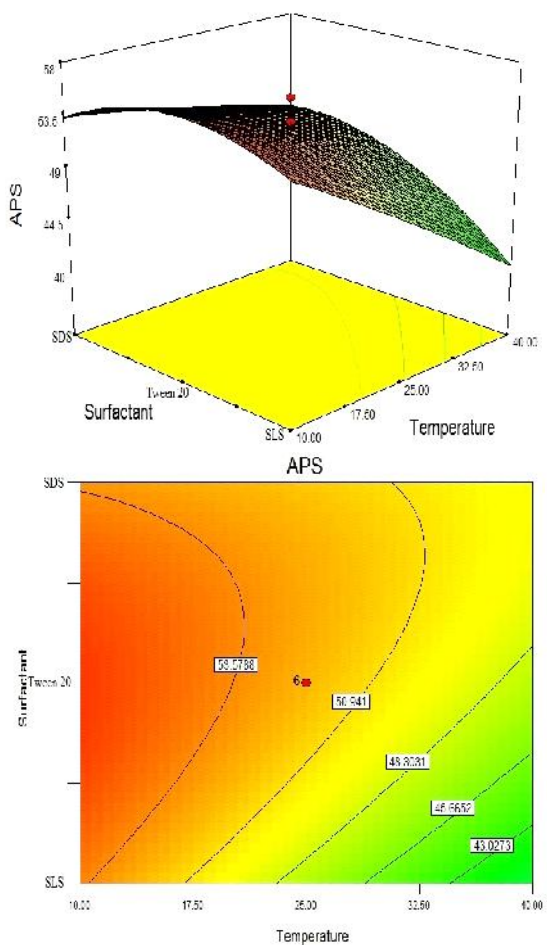 58
53.5
49
44.5
40
APS
SDS
Tween 20
SLS
Surfactant
10.00
17.50
25.00
32.50
40.00
Temperature
APS
SDS
Tween 20
SLS
Surfactant
53.5788
50.941
48.3031
45.6652
43.0273
6
10.00
17.50
25.00
32.50
40.00
Temperature